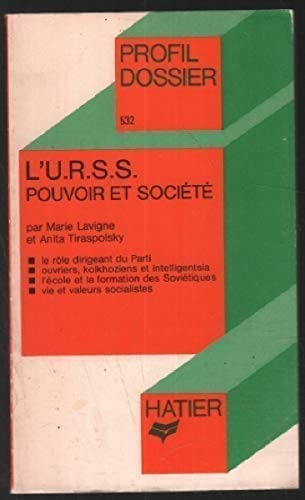 PROFIL
DOSSIER
532
L'U.R.S.S.
POUVOIR ET SOCIÉTÉ
par Marie Lavigne
et Anita Tiraspolsky
■ le rôle dirigeant du Parti
■ ouvriers, kolkhoziens et intelligentsia
■ l'école et la formation des Soviétiques
■ vie et valeurs socialistes
HATIER